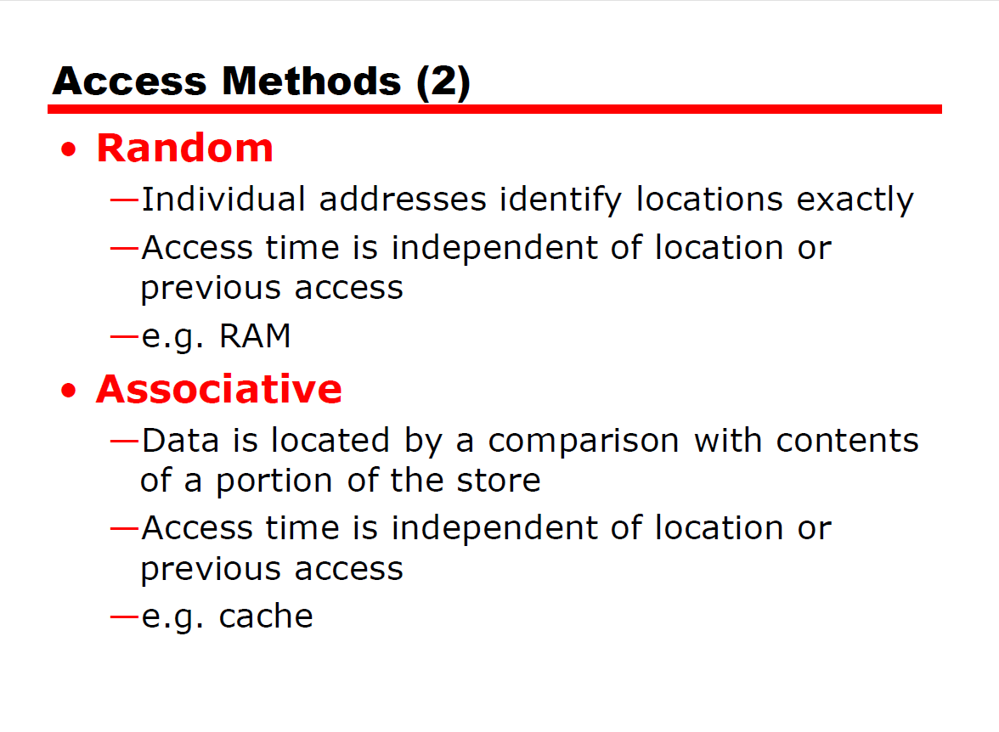 Access Methods (2)
• Random
—Individual addresses identify locations exactly
—Access time is independent of location or
previous access
—e.g. RAM
• Associative
—Data is located by a comparison with contents
of a portion of the store
—Access time is independent of location or
previous access
—e.g. cache